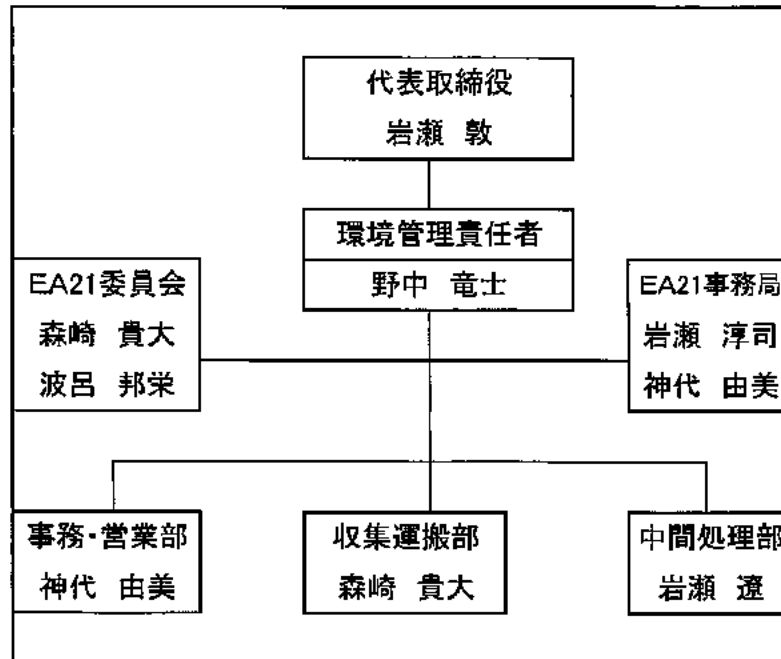 代表取締役
岩瀬 敦
環境管理責任者
野中 竜士
EA21委員会
森崎 貴大
波呂 邦栄
EA21事務局
岩瀬 淳司
神代 由美
事務・営業部
神代 由美
収集運搬部
森崎 貴大
中間処理部
岩瀬 遼